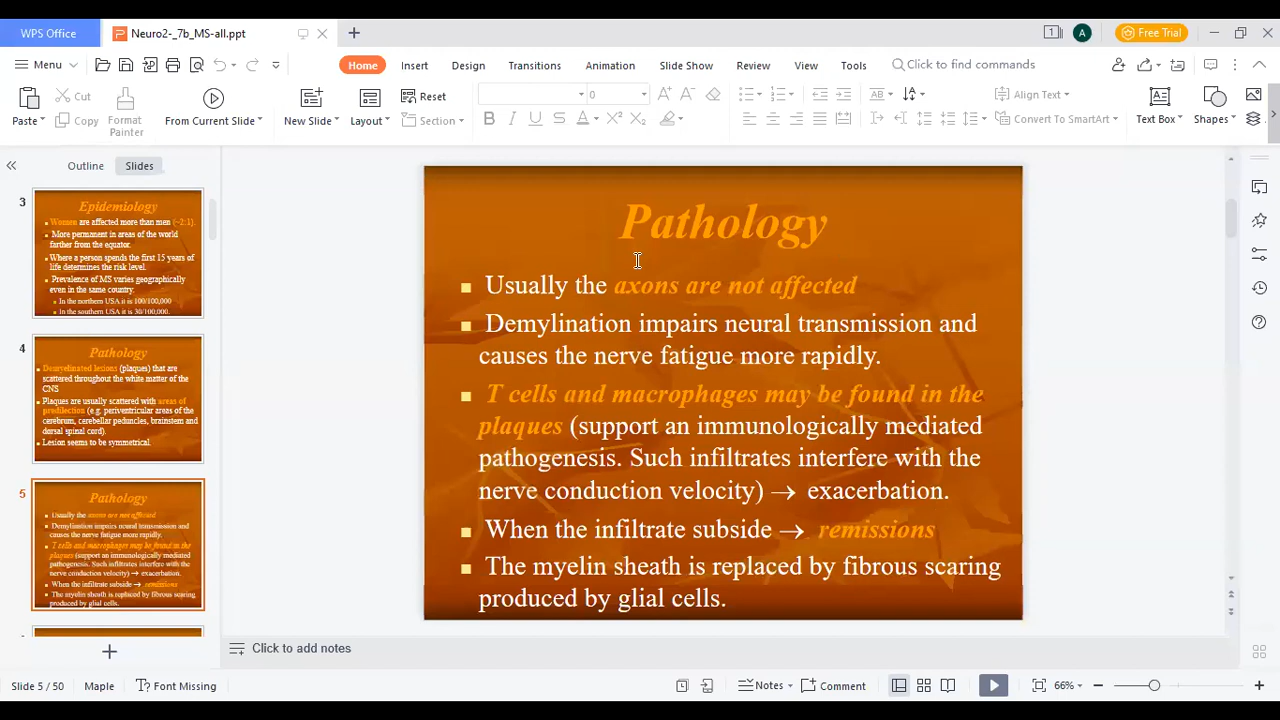 WPS Office
Neuro2-_7b_MS-all.ppt
1
A
Free Trial
Menu
Home
Insert
Design
Transitions
Animation
Slide Show
Review
View
Tools
Click to find commands
Paste
Cut
Copy
Format
Painter
From Current Slide
New Slide
Layout
Reset
Section
0
Align Text
Convert To SmartArt
Text Box
Shapes
Outline
Slides
3
Epidemiology
Women are affected more than men (~2:1).
More permanent in areas of the world
farther from the equator.
Where a person spends the first 15 years of
life determines the risk level.
Prevalence of MS varies geographically
even in the same country.
In the northern USA it is 100/100,000
In the southern USA it is 30/100,000.
4
Pathology
Demyelinated lesions (plaques) that are
scattered throughout the white matter of the
CNS
Plaques are usually scattered with areas of
predilection (e.g. periventricular areas of the
cerebrum, cerebellar peduncles, brainstem and
dorsal spinal cord).
Lesion seems to be symmetrical.
5
Pathology
Usually the axons are not affected
Demylination impairs neural transmission and
causes the nerve fatigue more rapidly.
T cells and macrophages may be found in the
plaques (support an immunologically mediated
pathogenesis. Such infiltrates interfere with the
nerve conduction velocity) → exacerbation.
When the infiltrate subside → remissions
The myelin sheath is replaced by fibrous scaring
produced by glial cells.
Pathology
Usually the axons are not affected
Demylination impairs neural transmission and
causes the nerve fatigue more rapidly.
T cells and macrophages may be found in the
plaques (support an immunologically mediated
pathogenesis. Such infiltrates interfere with the
nerve conduction velocity) → exacerbation.
When the infiltrate subside → remissions
The myelin sheath is replaced by fibrous scaring
produced by glial cells.
Click to add notes
Slide 5 / 50
Maple
Font Missing
Notes
Comment
66%